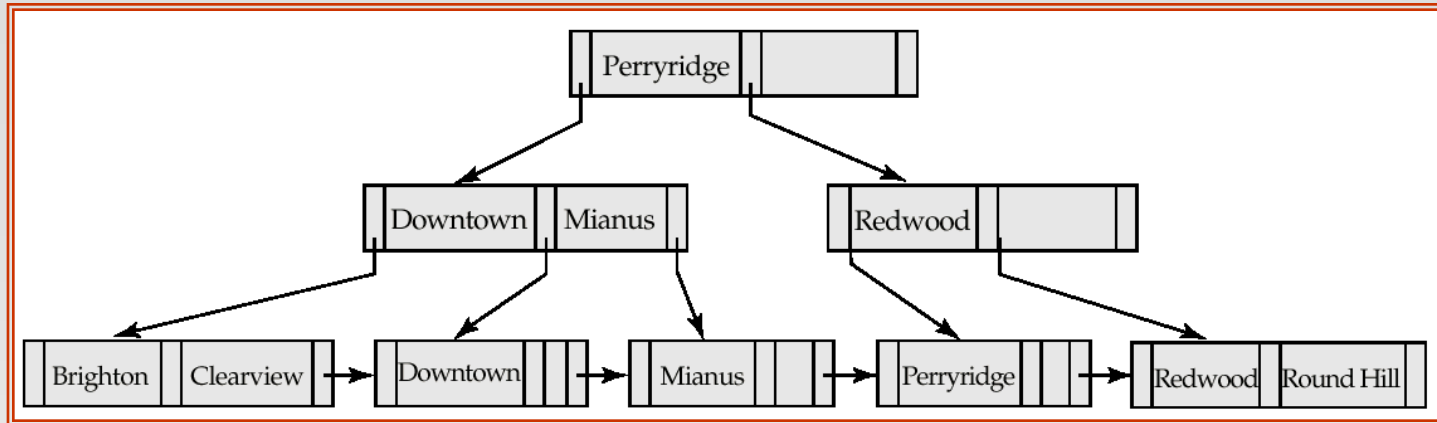 Perryridge
Downtown Mianus
Redwood
Brighton Clearview
Downtown
Mianus
Perryridge
Redwood Round Hill